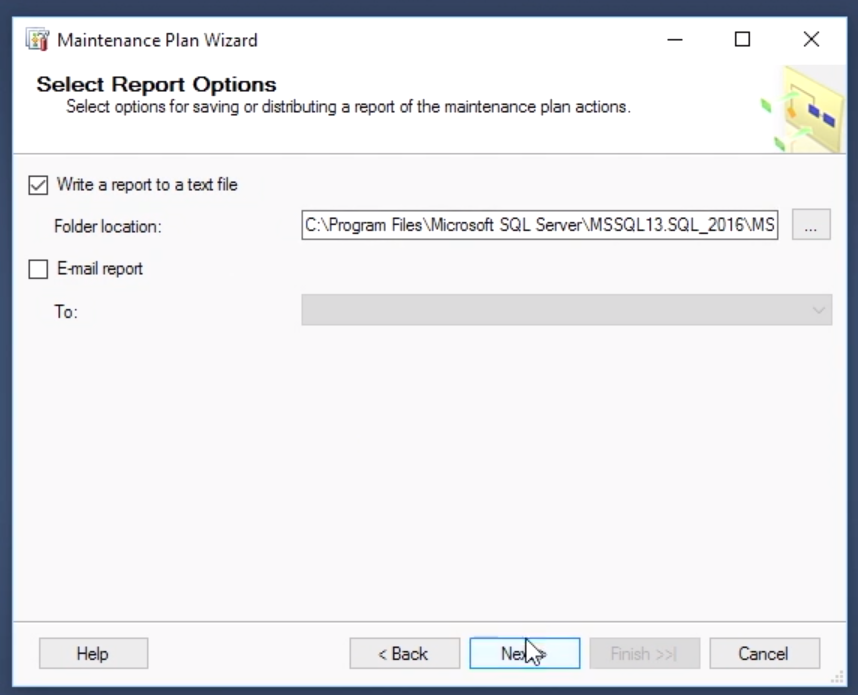 Maintenance Plan Wizard
Select Report Options
Select options for saving or distributing a report of the maintenance plan actions.
Write a report to a text file
Folder location: C:\Program Files\Microsoft SQL Server\MSSQL13.SQL_2016\MS ...
E-mail report
To:
Help < Back Next > Finish >>| Cancel